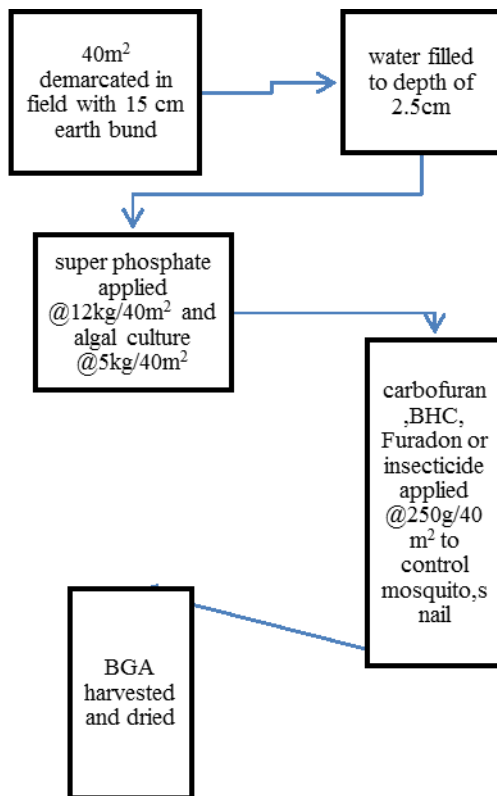 40m²
demarcated in
field with 15 cm
earth bund
water filled
to depth of
2.5cm
super phosphate
applied
@12kg/40m² and
algal culture
@5kg/40m²
carbofuran
,BHC,
Furadon or
insecticide
applied
@250g/40
m² to
control
mosquito,s
nail
BGA
harvested
and dried